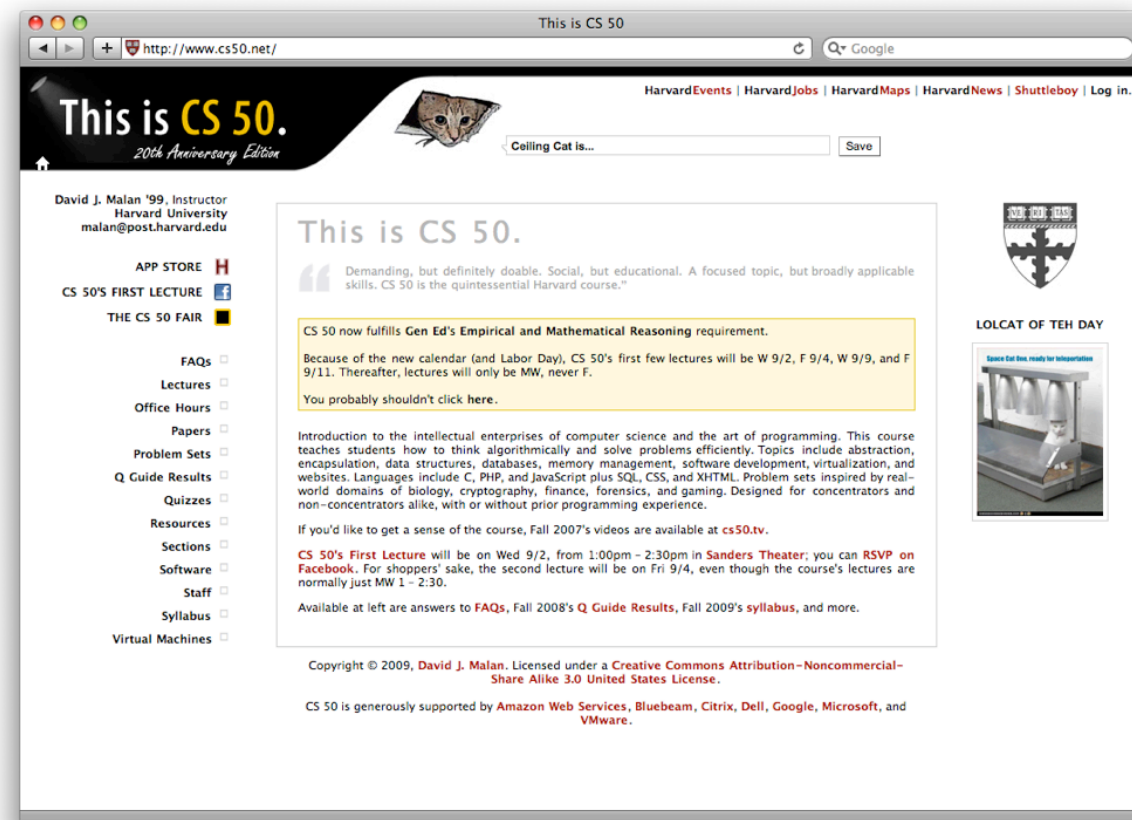 This is CS 50
http://www.cs50.net/
Google
This is CS 50.
20th Anniversary Edition
HarvardEvents | HarvardJobs | HarvardMaps | HarvardNews | Shuttleboy | Log in.
Ceiling Cat is...
Save
David J. Malan '99, Instructor
Harvard University
malan@post.harvard.edu
APP STORE H
CS 50'S FIRST LECTURE f
THE CS 50 FAIR
FAQs
Lectures
Office Hours
Papers
Problem Sets
Q Guide Results
Quizzes
Resources
Sections
Software
Staff
Syllabus
Virtual Machines
This is CS 50.
“ Demanding, but definitely doable. Social, but educational. A focused topic, but broadly applicable
skills. CS 50 is the quintessential Harvard course."
CS 50 now fulfills Gen Ed's Empirical and Mathematical Reasoning requirement.
Because of the new calendar (and Labor Day), CS 50's first few lectures will be W 9/2, F 9/4, W 9/9, and F
9/11. Thereafter, lectures will only be MW, never F.
You probably shouldn't click here.
Introduction to the intellectual enterprises of computer science and the art of programming. This course
teaches students how to think algorithmically and solve problems efficiently. Topics include abstraction,
encapsulation, data structures, databases, memory management, software development, virtualization, and
websites. Languages include C, PHP, and JavaScript plus SQL, CSS, and XHTML. Problem sets inspired by real-
world domains of biology, cryptography, finance, forensics, and gaming. Designed for concentrators and
non-concentrators alike, with or without prior programming experience.
If you'd like to get a sense of the course, Fall 2007's videos are available at cs50.tv.
CS 50's First Lecture will be on Wed 9/2, from 1:00pm - 2:30pm in Sanders Theater; you can RSVP on
Facebook. For shoppers' sake, the second lecture will be on Fri 9/4, even though the course's lectures are
normally just MW 1 - 2:30.
Available at left are answers to FAQs, Fall 2008's Q Guide Results, Fall 2009's syllabus, and more.
VE RI TAS
LOLCAT OF TEH DAY
Space Cat line, ready for teleportation
Copyright © 2009, David J. Malan. Licensed under a Creative Commons Attribution-Noncommercial-
Share Alike 3.0 United States License.
CS 50 is generously supported by Amazon Web Services, Bluebeam, Citrix, Dell, Google, Microsoft, and
VMware.